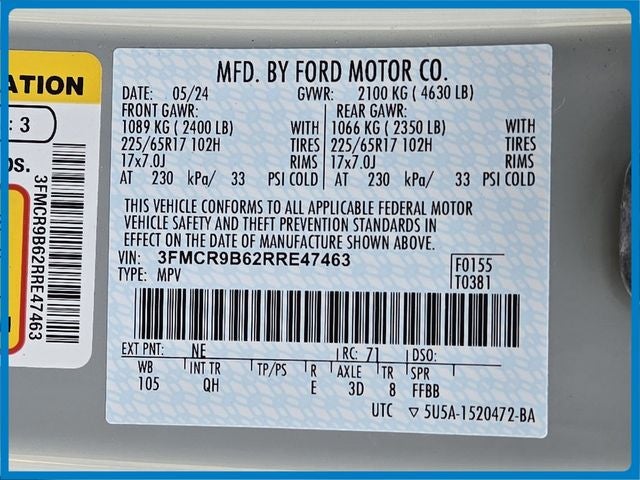 ATION
: 3
DS.
3FMCR9B62RRE47463
MFD. BY FORD MOTOR CO.
DATE: 05/24 GVWR: 2100 KG ( 4630 LB)
FRONT GAWR: REAR GAWR:
1089 KG ( 2400 LB) WITH 1066 KG ( 2350 LB) WITH
225/65R17 102H TIRES 225/65R17 102H TIRES
17x7.0J RIMS 17x7.0J RIMS
AT 230 kPa/ 33 PSI COLD AT 230 kPa/ 33 PSI COLD
THIS VEHICLE CONFORMS TO ALL APPLICABLE FEDERAL MOTOR
VEHICLE SAFETY AND THEFT PREVENTION STANDARDS IN
EFFECT ON THE DATE OF MANUFACTURE SHOWN ABOVE.
VIN: 3FMCR9B62RRE47463 F0155
TYPE: MPV T0381
EXT PNT: NE RC: 71 DSO:
WB INT TR TP/PS R AXLE TR SPR
105 QH E 3D 8 FFBB
UTC ▽ 5U5A-1520472-BA